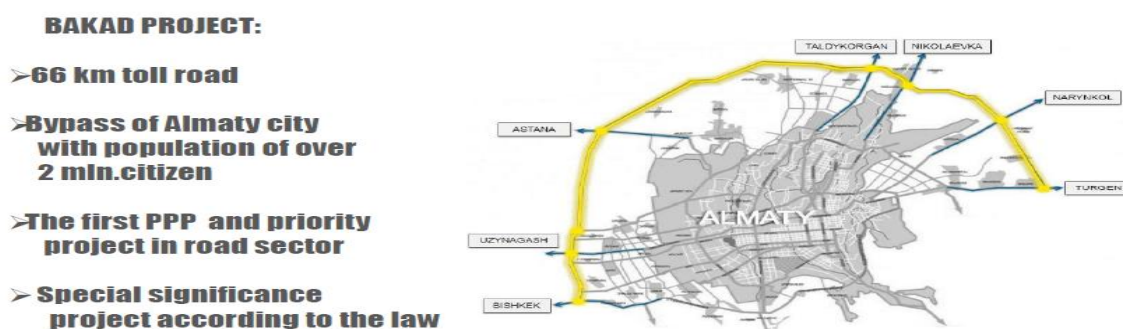 BAKAD PROJECT:
➢66 km toll road
➢Bypass of Almaty city
with population of over
2 mln.citizen
➢The first PPP and priority
project in road sector
➢Special significance
project according to the law
TALDYKORGAN
NIKOLAEVKA
NARYNKOL
ASTANA
TURGEN
ALMATY
UZYNAGASH
BISHKEK